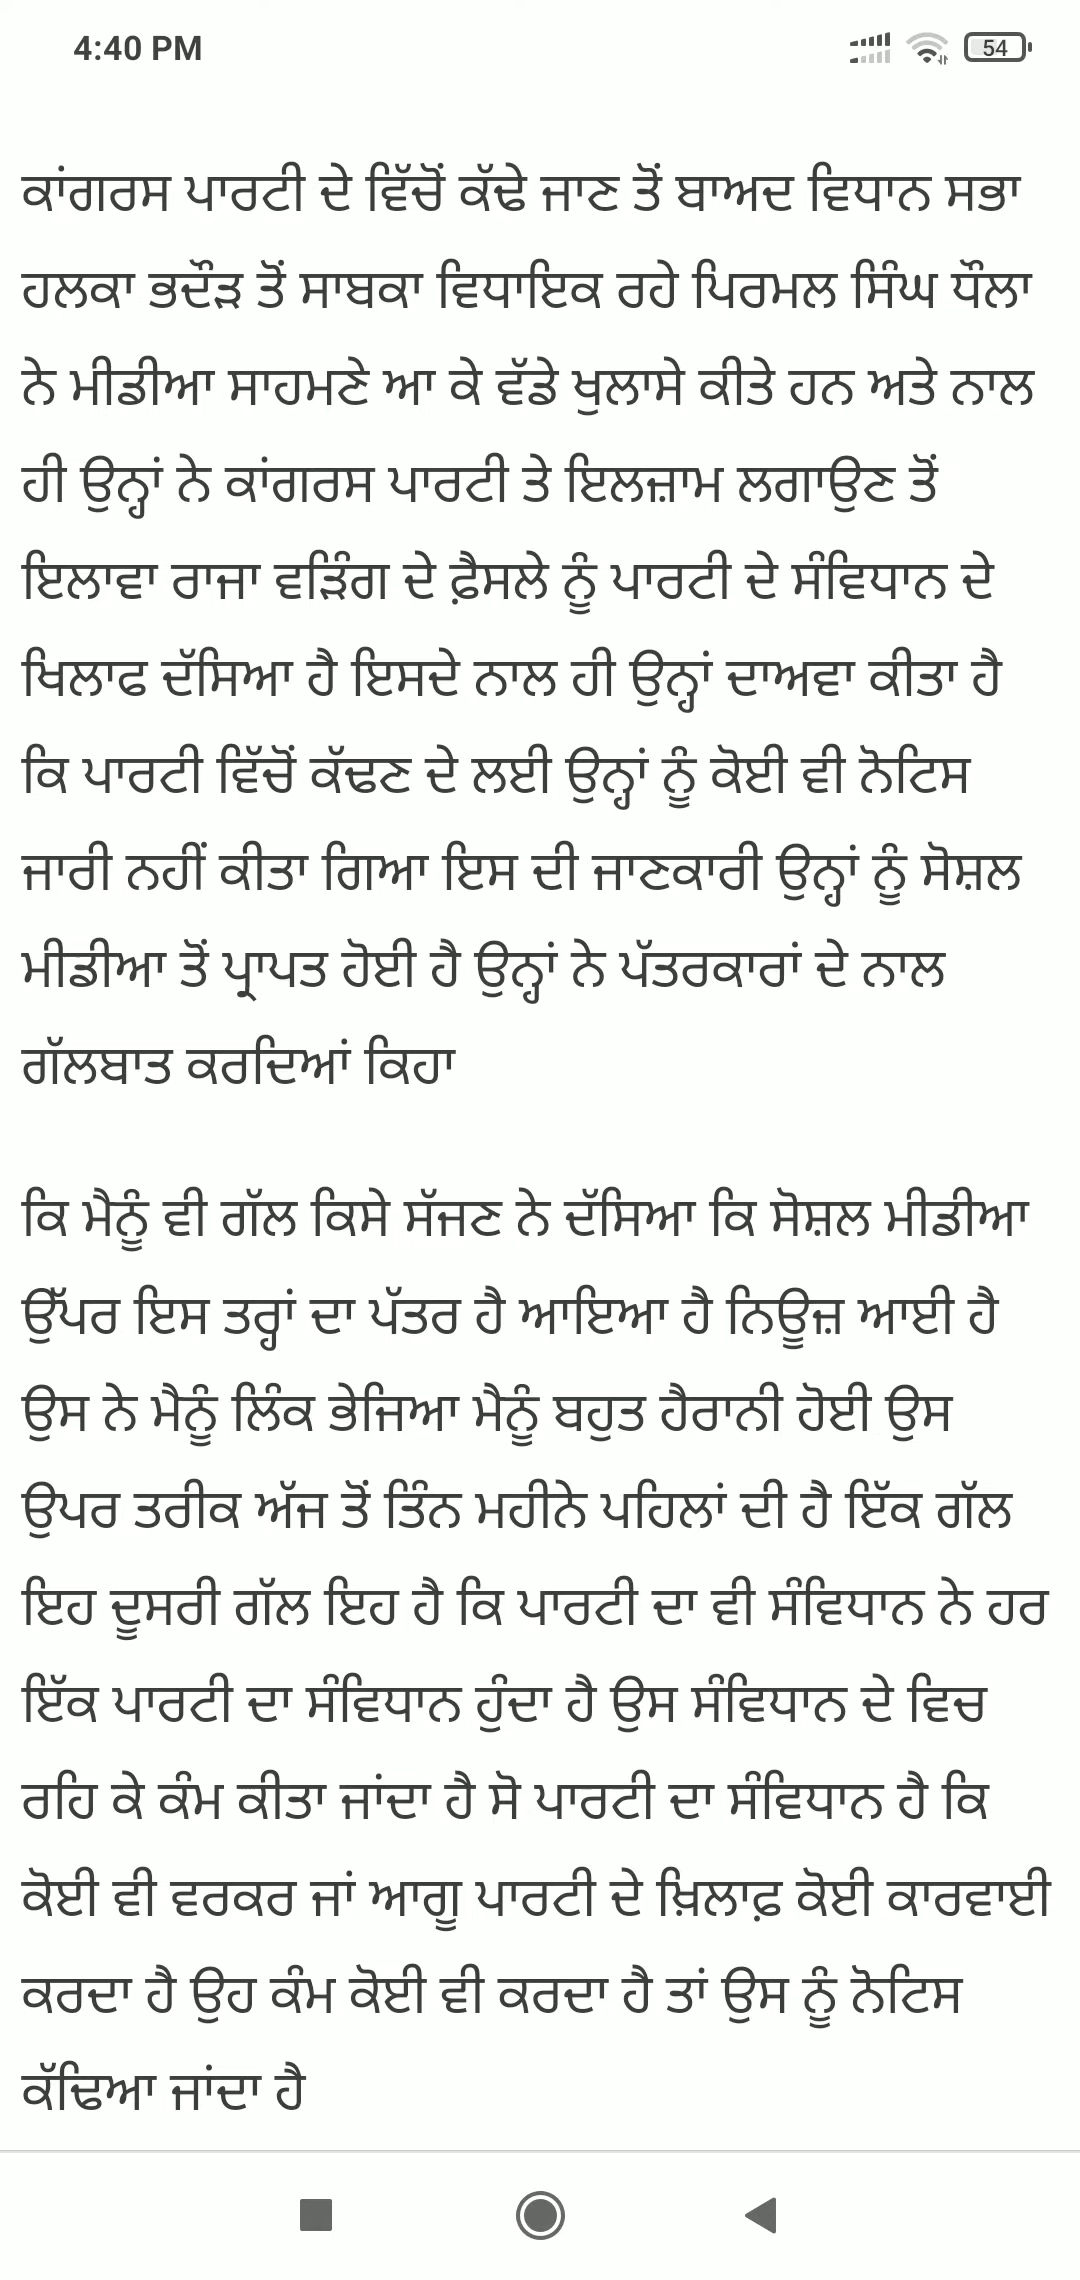 4:40 PM
54
ਕਾਂਗਰਸ ਪਾਰਟੀ ਦੇ ਵਿੱਚੋਂ ਕੱਢੇ ਜਾਣ ਤੋਂ ਬਾਅਦ ਵਿਧਾਨ ਸਭਾ
ਹਲਕਾ ਭਦੌੜ ਤੋਂ ਸਾਬਕਾ ਵਿਧਾਇਕ ਰਹੇ ਪਿਰਮਲ ਸਿੰਘ ਧੌਲਾ
ਨੇ ਮੀਡੀਆ ਸਾਹਮਣੇ ਆ ਕੇ ਵੱਡੇ ਖੁਲਾਸੇ ਕੀਤੇ ਹਨ ਅਤੇ ਨਾਲ
ਹੀ ਉਨ੍ਹਾਂ ਨੇ ਕਾਂਗਰਸ ਪਾਰਟੀ ਤੇ ਇਲਜ਼ਾਮ ਲਗਾਉਣ ਤੋਂ
ਇਲਾਵਾ ਰਾਜਾ ਵੜਿੰਗ ਦੇ ਫ਼ੈਸਲੇ ਨੂੰ ਪਾਰਟੀ ਦੇ ਸੰਵਿਧਾਨ ਦੇ
ਖਿਲਾਫ ਦੱਸਿਆ ਹੈ ਇਸਦੇ ਨਾਲ ਹੀ ਉਨ੍ਹਾਂ ਦਾਅਵਾ ਕੀਤਾ ਹੈ
ਕਿ ਪਾਰਟੀ ਵਿੱਚੋਂ ਕੱਢਣ ਦੇ ਲਈ ਉਨ੍ਹਾਂ ਨੂੰ ਕੋਈ ਵੀ ਨੋਟਿਸ
ਜਾਰੀ ਨਹੀਂ ਕੀਤਾ ਗਿਆ ਇਸ ਦੀ ਜਾਣਕਾਰੀ ਉਨ੍ਹਾਂ ਨੂੰ ਸੋਸ਼ਲ
ਮੀਡੀਆ ਤੋਂ ਪ੍ਰਾਪਤ ਹੋਈ ਹੈ ਉਨ੍ਹਾਂ ਨੇ ਪੱਤਰਕਾਰਾਂ ਦੇ ਨਾਲ
ਗੱਲਬਾਤ ਕਰਦਿਆਂ ਕਿਹਾ
ਕਿ ਮੈਨੂੰ ਵੀ ਗੱਲ ਕਿਸੇ ਸੱਜਣ ਨੇ ਦੱਸਿਆ ਕਿ ਸੋਸ਼ਲ ਮੀਡੀਆ
ਉੱਪਰ ਇਸ ਤਰ੍ਹਾਂ ਦਾ ਪੱਤਰ ਹੈ ਆਇਆ ਹੈ ਨਿਊਜ਼ ਆਈ ਹੈ
ਉਸ ਨੇ ਮੈਨੂੰ ਲਿੰਕ ਭੇਜਿਆ ਮੈਨੂੰ ਬਹੁਤ ਹੈਰਾਨੀ ਹੋਈ ਉਸ
ਉਪਰ ਤਰੀਕ ਅੱਜ ਤੋਂ ਤਿੰਨ ਮਹੀਨੇ ਪਹਿਲਾਂ ਦੀ ਹੈ ਇੱਕ ਗੱਲ
ਇਹ ਦੂਸਰੀ ਗੱਲ ਇਹ ਹੈ ਕਿ ਪਾਰਟੀ ਦਾ ਵੀ ਸੰਵਿਧਾਨ ਨੇ ਹਰ
ਇੱਕ ਪਾਰਟੀ ਦਾ ਸੰਵਿਧਾਨ ਹੁੰਦਾ ਹੈ ਉਸ ਸੰਵਿਧਾਨ ਦੇ ਵਿਚ
ਰਹਿ ਕੇ ਕੰਮ ਕੀਤਾ ਜਾਂਦਾ ਹੈ ਸੋ ਪਾਰਟੀ ਦਾ ਸੰਵਿਧਾਨ ਹੈ ਕਿ
ਕੋਈ ਵੀ ਵਰਕਰ ਜਾਂ ਆਗੂ ਪਾਰਟੀ ਦੇ ਖ਼ਿਲਾਫ਼ ਕੋਈ ਕਾਰਵਾਈ
ਕਰਦਾ ਹੈ ਉਹ ਕੰਮ ਕੋਈ ਵੀ ਕਰਦਾ ਹੈ ਤਾਂ ਉਸ ਨੂੰ ਨੋਟਿਸ
ਕੱਢਿਆ ਜਾਂਦਾ ਹੈ